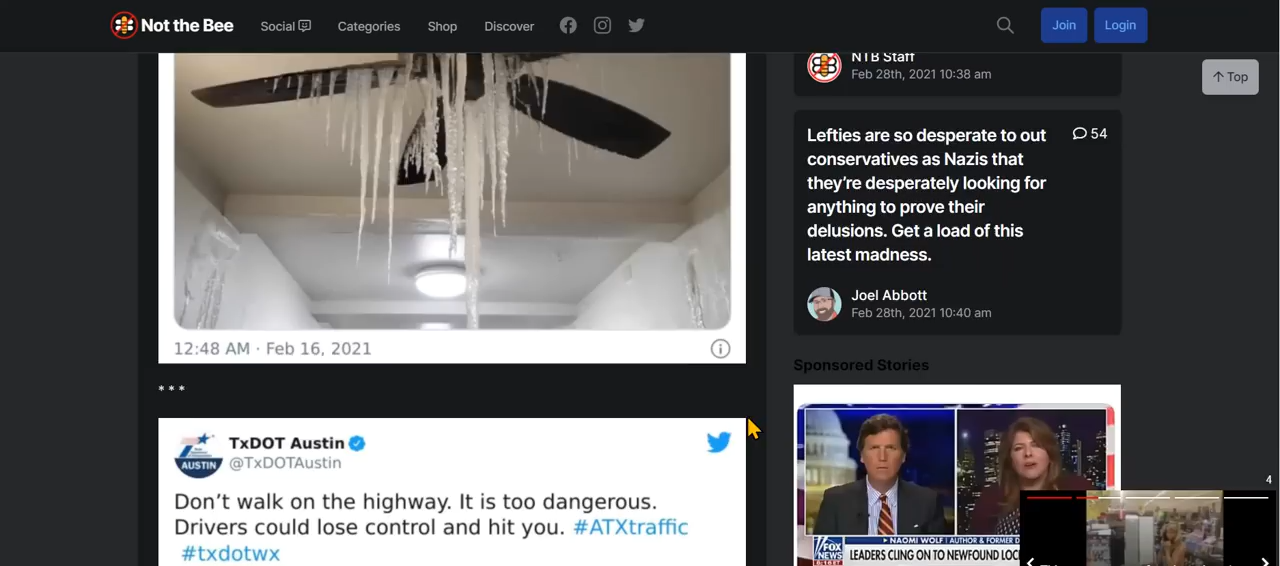 Not the Bee
Social
Categories
Shop
Discover
Join
Login
Top
NTB Staff
Feb 28th, 2021 10:38 am
Lefties are so desperate to out
conservatives as Nazis that
they're desperately looking for
anything to prove their
delusions. Get a load of this
latest madness.
54
Joel Abbott
Feb 28th, 2021 10:40 am
12:48 AM · Feb 16, 2021
* * *
TxDOT Austin
@TxDOTAustin
AUSTIN
Don't walk on the highway. It is too dangerous.
Drivers could lose control and hit you. #ATXtraffic
#txdotwx
Sponsored Stories
4
NAOMI WOLF | AUTHOR & FORMER D
FOX
NEWS
LEADERS CLING ON TO NEWFOUND LOC